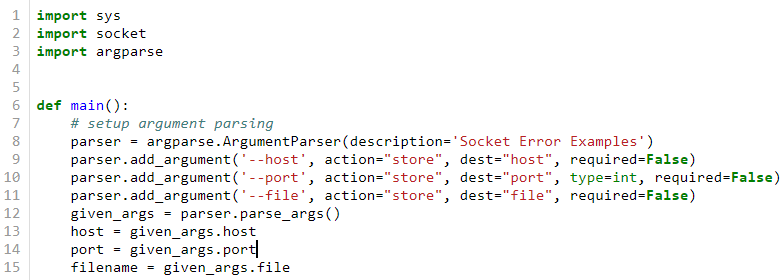 1 import sys
2 import socket
3 import argparse
4
5
6 def main():
7     # setup argument parsing
8     parser = argparse.ArgumentParser(description='Socket Error Examples')
9     parser.add_argument('--host', action="store", dest="host", required=False)
10     parser.add_argument('--port', action="store", dest="port", type=int, required=False)
11     parser.add_argument('--file', action="store", dest="file", required=False)
12     given_args = parser.parse_args()
13     host = given_args.host
14     port = given_args.port
15     filename = given_args.file